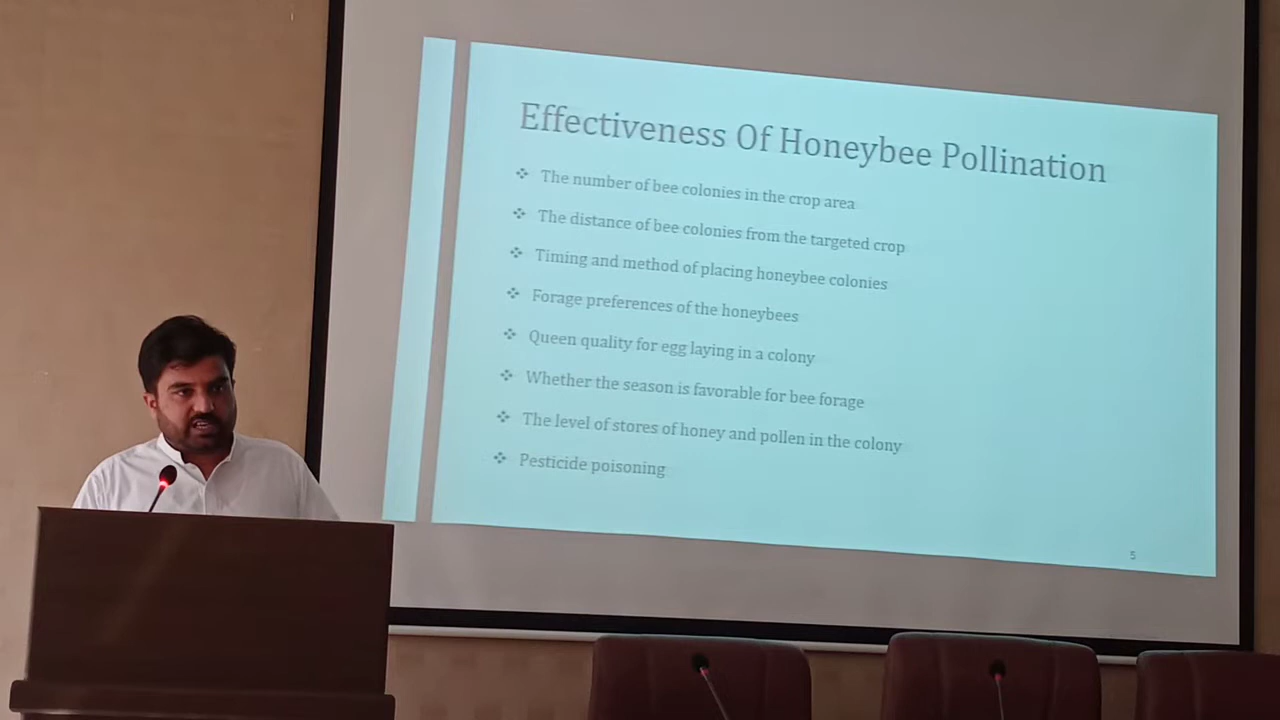 Effectiveness Of Honeybee Pollination
❖ The number of bee colonies in the crop area
❖ The distance of bee colonies from the targeted crop
❖ Timing and method of placing honeybee colonies
❖ Forage preferences of the honeybees
❖ Queen quality for egg laying in a colony
❖ Whether the season is favorable for bee forage
❖ The level of stores of honey and pollen in the colony
❖ Pesticide poisoning
5